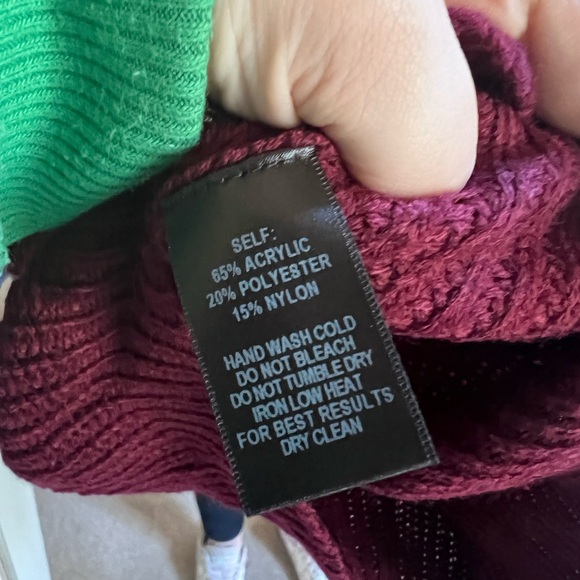 SELF:
65% ACRYLIC
20% POLYESTER
15% NYLON
HAND WASH COLD
DO NOT BLEACH
DO NOT TUMBLE DRY
IRON LOW HEAT
FOR BEST RESULTS
DRY CLEAN